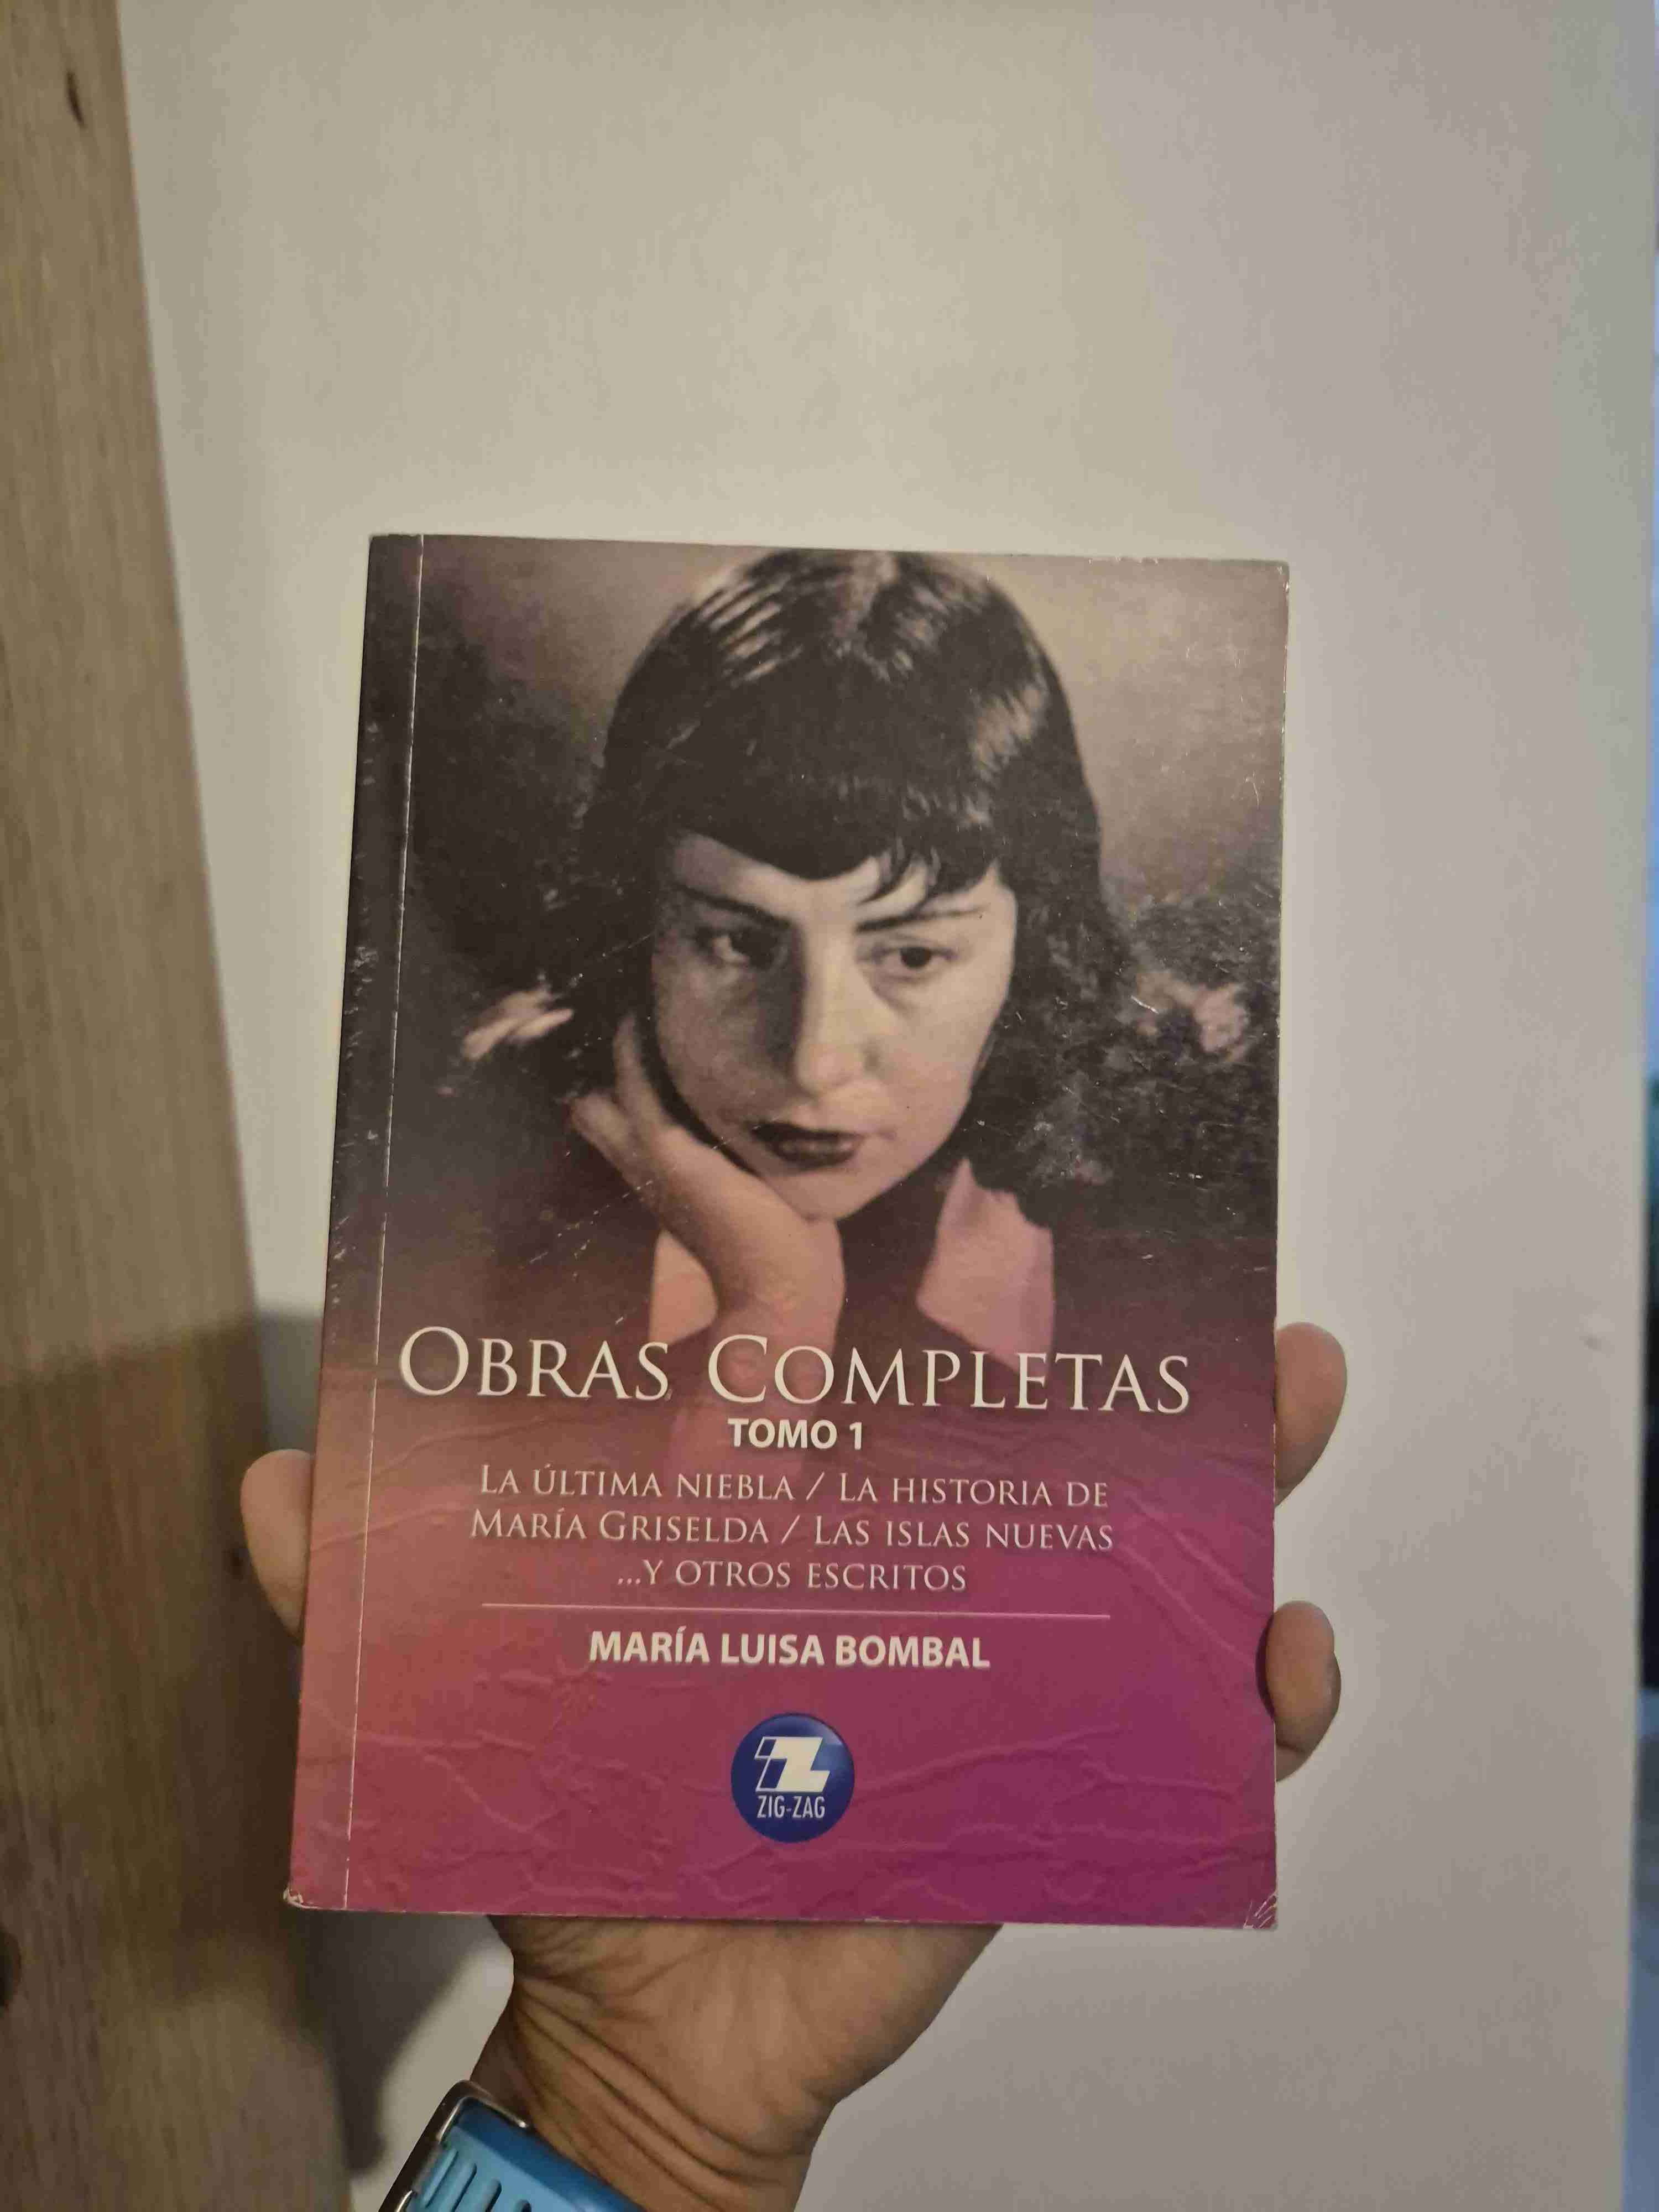 OBRAS COMPLETAS
TOMO 1
LA ÚLTIMA NIEBLA / LA HISTORIA DE
MARÍA GRISELDA / LAS ISLAS NUEVAS
...Y OTROS ESCRITOS
MARÍA LUISA BOMBAL
ZIG-ZAG